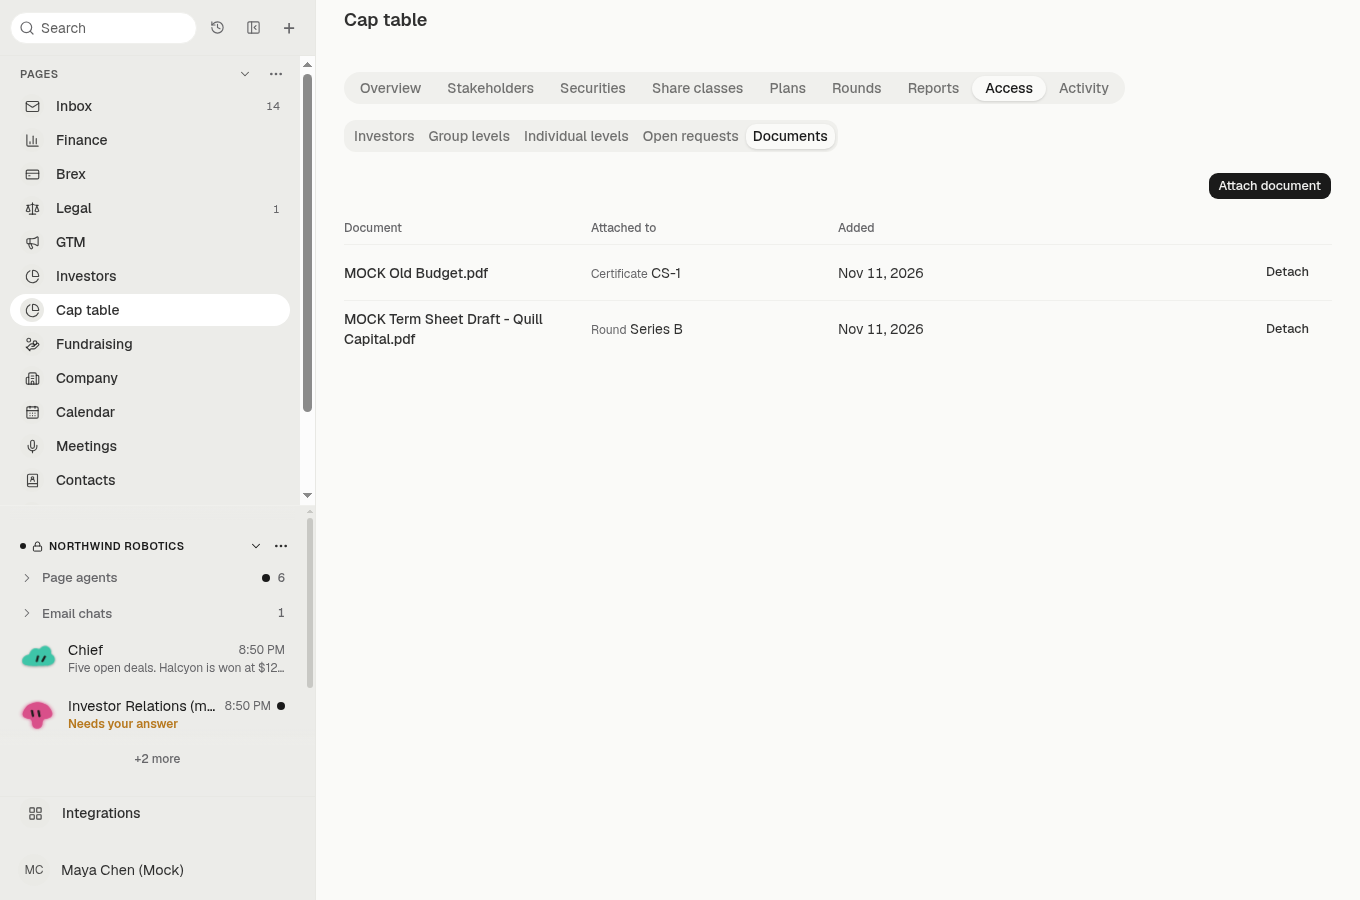 Search
PAGES
Inbox 14
Finance
Brex
Legal 1
GTM
Investors
Cap table
Fundraising
Company
Calendar
Meetings
Contacts
NORTHWIND ROBOTICS
Page agents 6
Email chats 1
Chief 8:50 PM
Five open deals. Halcyon is won at $12...
Investor Relations (m... 8:50 PM
Needs your answer
+2 more
Integrations
MC Maya Chen (Mock)
Cap table
Overview Stakeholders Securities Share classes Plans Rounds Reports Access Activity
Investors Group levels Individual levels Open requests Documents
Attach document
Document Attached to Added
MOCK Old Budget.pdf Certificate CS-1 Nov 11, 2026 Detach
MOCK Term Sheet Draft - Quill
Capital.pdf Round Series B Nov 11, 2026 Detach